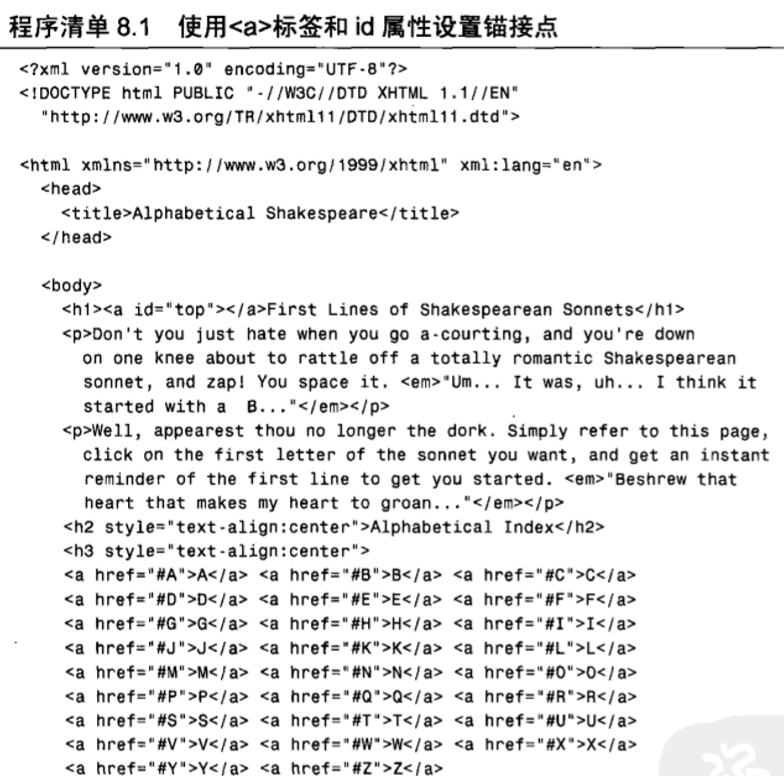 程序清单 8.1 使用<a>标签和 id 属性设置锚接点
<?xml version="1.0" encoding="UTF-8"?>
<!DOCTYPE html PUBLIC "-//W3C//DTD XHTML 1.1//EN"
"http://www.w3.org/TR/xhtml11/DTD/xhtml11.dtd">
<html xmlns="http://www.w3.org/1999/xhtml" xml:lang="en">
<head>
<title>Alphabetical Shakespeare</title>
</head>
<body>
<h1><a id="top"></a>First Lines of Shakespearean Sonnets</h1>
<p>Don't you just hate when you go a-courting, and you're down
on one knee about to rattle off a totally romantic Shakespearean
sonnet, and zap! You space it. <em>"Um... It was, uh... I think it
started with a B..."</em></p>
<p>Well, appearest thou no longer the dork. Simply refer to this page,
click on the first letter of the sonnet you want, and get an instant
reminder of the first line to get you started. <em>"Beshrew that
heart that makes my heart to groan..."</em></p>
<h2 style="text-align:center">Alphabetical Index</h2>
<h3 style="text-align:center">
<a href="#A">A</a> <a href="#B">B</a> <a href="#C">C</a>
<a href="#D">D</a> <a href="#E">E</a> <a href="#F">F</a>
<a href="#G">G</a> <a href="#H">H</a> <a href="#I">I</a>
<a href="#J">J</a> <a href="#K">K</a> <a href="#L">L</a>
<a href="#M">M</a> <a href="#N">N</a> <a href="#O">O</a>
<a href="#P">P</a> <a href="#Q">Q</a> <a href="#R">R</a>
<a href="#S">S</a> <a href="#T">T</a> <a href="#U">U</a>
<a href="#V">V</a> <a href="#W">W</a> <a href="#X">X</a>
<a href="#Y">Y</a> <a href="#Z">Z</a>